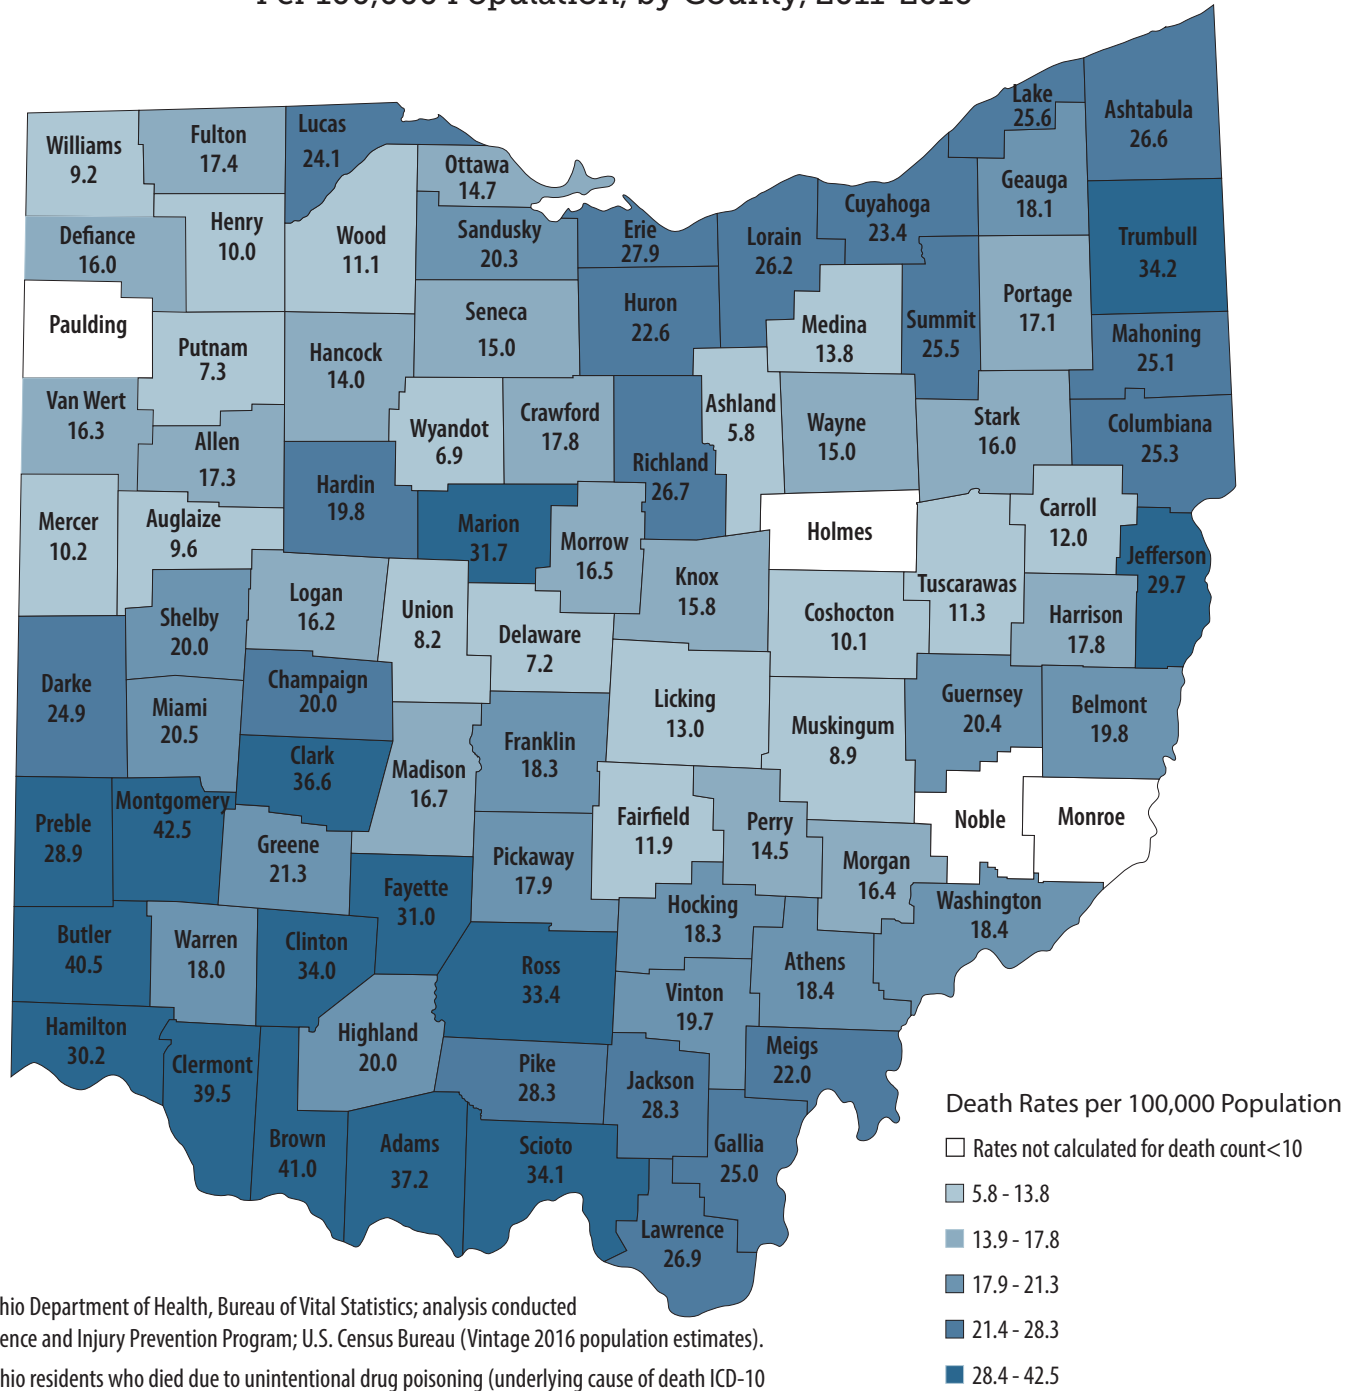 Per 100,000 Population, by County, 2011-2016
Lake
25.6
Ashtabula
26.6
Williams
9.2
Fulton
17.4
Lucas
24.1
Ottawa
14.7
Geauga
18.1
Henry
10.0
Wood
11.1
Defiance
16.0
Sandusky
20.3
Erie
27.9
Lorain
26.2
Cuyahoga
23.4
Trumbull
34.2
Paulding
Putnam
7.3
Hancock
14.0
Seneca
15.0
Huron
22.6
Medina
13.8
Summit
25.5
Portage
17.1
Mahoning
25.1
Van Wert
16.3
Allen
17.3
Wyandot
6.9
Crawford
17.8
Ashland
5.8
Wayne
15.0
Stark
16.0
Columbiana
25.3
Hardin
19.8
Richland
26.7
Mercer
10.2
Auglaize
9.6
Marion
31.7
Morrow
16.5
Holmes
Carroll
12.0
Jefferson
29.7
Shelby
20.0
Logan
16.2
Union
8.2
Delaware
7.2
Knox
15.8
Coshocton
10.1
Tuscarawas
11.3
Harrison
17.8
Darke
24.9
Miami
20.5
Champaign
20.0
Licking
13.0
Muskingum
8.9
Guernsey
20.4
Belmont
19.8
Clark
36.6
Madison
16.7
Franklin
18.3
Preble
28.9
Montgomery
42.5
Greene
21.3
Fairfield
11.9
Perry
14.5
Noble
Monroe
Fayette
31.0
Pickaway
17.9
Morgan
16.4
Butler
40.5
Warren
18.0
Clinton
34.0
Hocking
18.3
Washington
18.4
Ross
33.4
Athens
18.4
Vinton
19.7
Hamilton
30.2
Highland
20.0
Clermont
39.5
Pike
28.3
Jackson
28.3
Meigs
22.0
Brown
41.0
Adams
37.2
Scioto
34.1
Gallia
25.0
Lawrence
26.9
Death Rates per 100,000 Population
Rates not calculated for death count<10
5.8 - 13.8
13.9 - 17.8
17.9 - 21.3
21.4 - 28.3
28.4 - 42.5
hio Department of Health, Bureau of Vital Statistics; analysis conducted
ence and Injury Prevention Program; U.S. Census Bureau (Vintage 2016 population estimates).
hio residents who died due to unintentional drug poisoning (underlying cause of death ICD-10